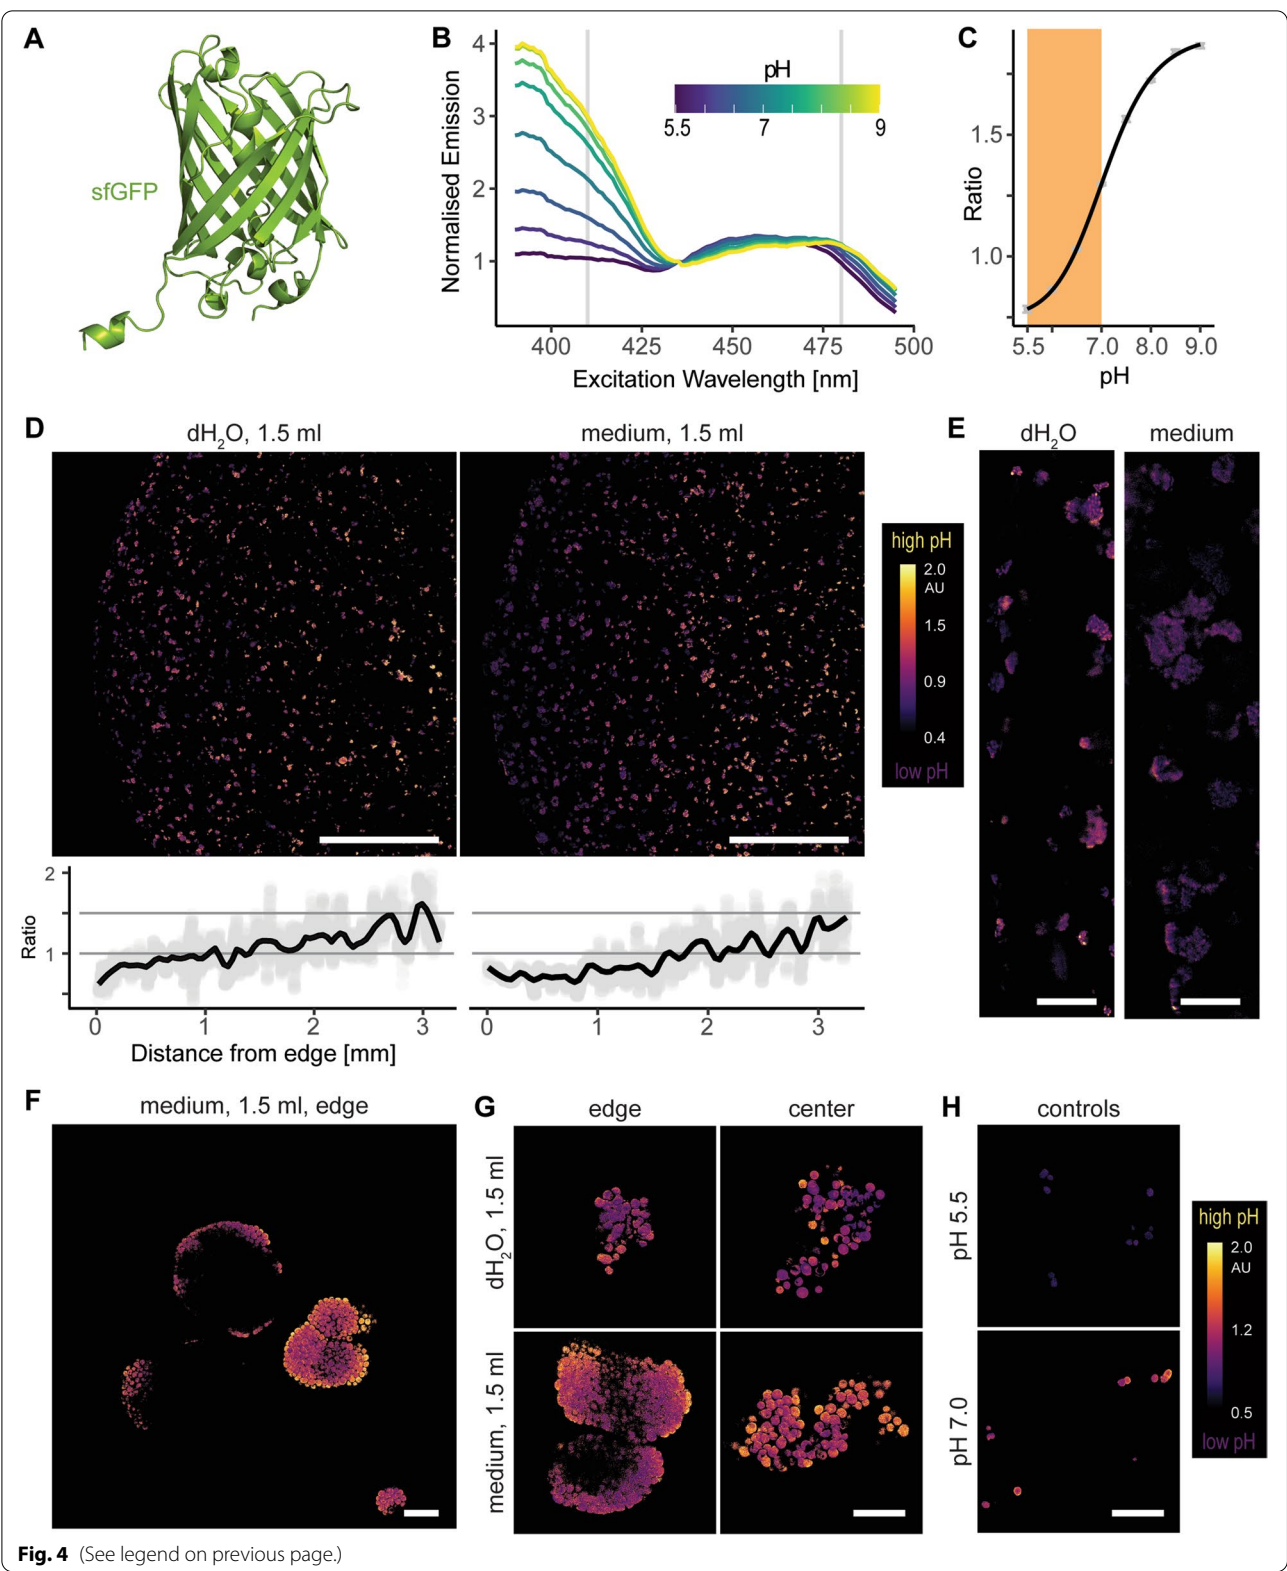 A
sfGFP
B
4
3
2
1
Normalised Emission
pH
5.5 7 9
400 425 450 475 500
Excitation Wavelength [nm]
C
1.5
1.0
Ratio
5.5 7.0 8.0 9.0
pH
D
dH2O, 1.5 ml
medium, 1.5 ml
high pH
2.0
AU
1.5
0.9
0.4
low pH
2
1
Ratio
0 1 2 3
0 1 2 3
Distance from edge [mm]
E
dH2O
medium
F
medium, 1.5 ml, edge
G
edge
center
dH2O, 1.5 ml
medium, 1.5 ml
H
controls
pH 5.5
pH 7.0
high pH
2.0
AU
1.2
0.5
low pH
Fig. 4 (See legend on previous page.)